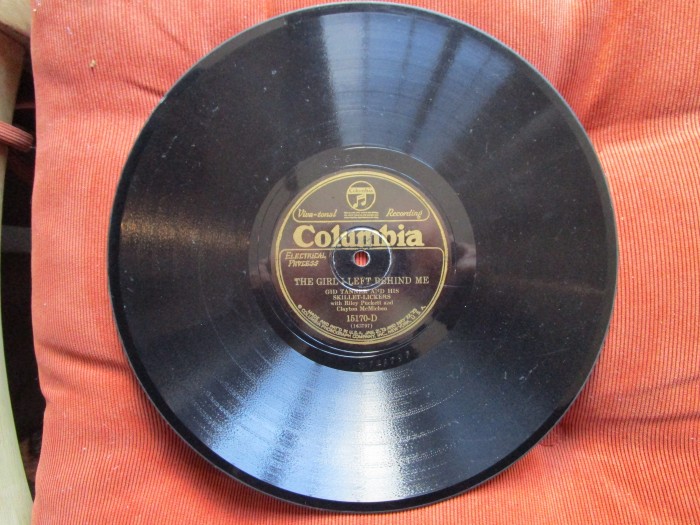 Viva-tonal Recording
Columbia
ELECTRICAL
PROCESS
THE GIRL I LEFT BEHIND ME
GID TANNER AND HIS
SKILLET-LICKERS
with Riley Puckett and
Clayton McMichen
15170-D